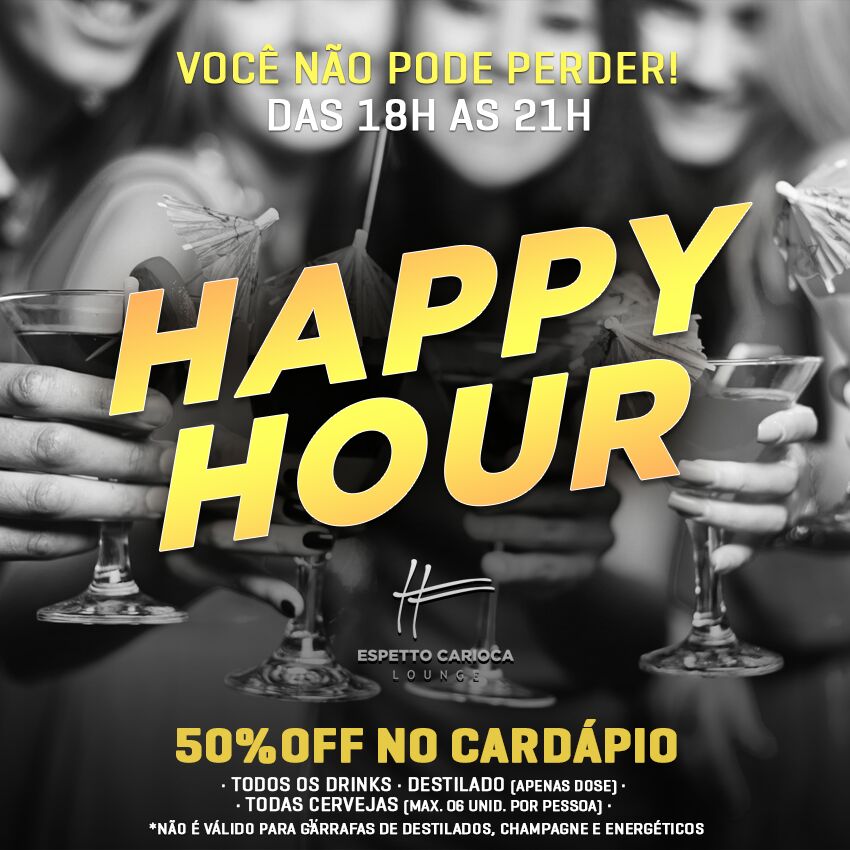 VOCÊ NÃO PODE PERDER!
DAS 18H AS 21H
HAPPY
HOUR
ESPETTO CARIOCA
LOUNGE
50%OFF NO CARDÁPIO
· TODOS OS DRINKS · DESTILADO (APENAS DOSE) ·
· TODAS CERVEJAS (MAX. 06 UNID. POR PESSOA) ·
*NÃO É VÁLIDO PARA GARRAFAS DE DESTILADOS, CHAMPAGNE E ENERGÉTICOS